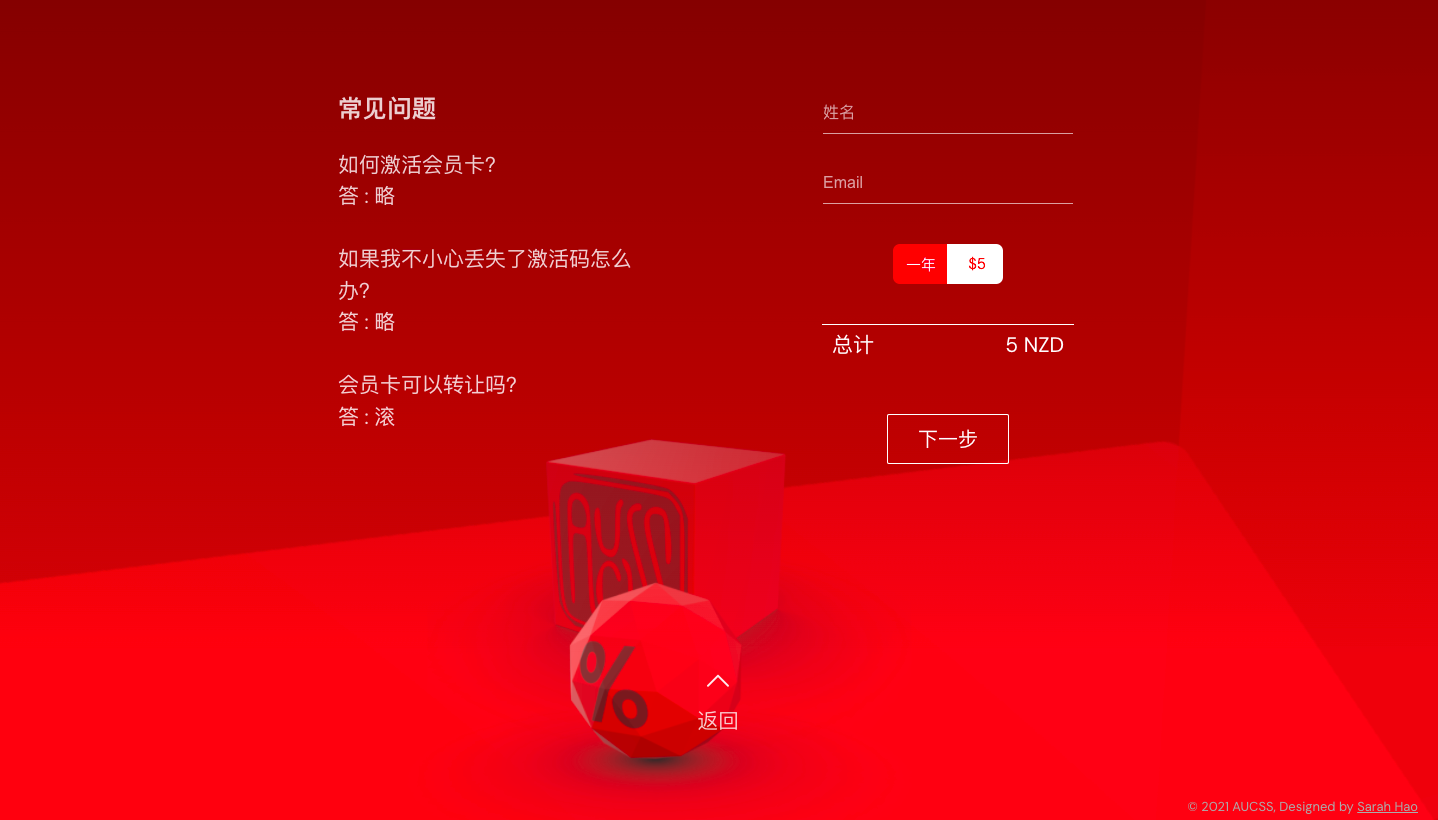 常见问题
如何激活会员卡?
答 : 略
如果我不小心丢失了激活码怎么
办?
答 : 略
会员卡可以转让吗?
答 : 滚
姓名
Email
一年 $5
总计 5 NZD
下一步
AUCSS
%
返回
© 2021 AUCSS, Designed by Sarah Hao